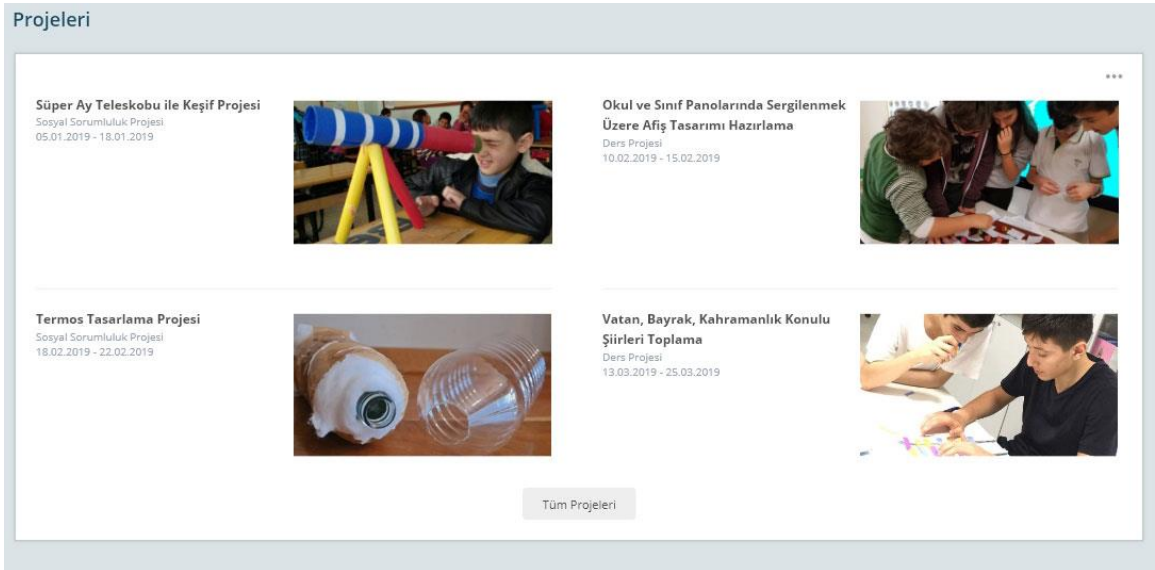 Projeleri
Süper Ay Teleskobu ile Keşif Projesi
Sosyal Sorumluluk Projesi
05.01.2019 - 18.01.2019
Okul ve Sınıf Panolarında Sergilenmek
Üzere Afiş Tasarımı Hazırlama
Ders Projesi
10.02.2019 - 15.02.2019
Termos Tasarlama Projesi
Sosyal Sorumluluk Projesi
18.02.2019 - 22.02.2019
Vatan, Bayrak, Kahramanlık Konulu
Şiirleri Toplama
Ders Projesi
13.03.2019 - 25.03.2019
Tüm Projeleri